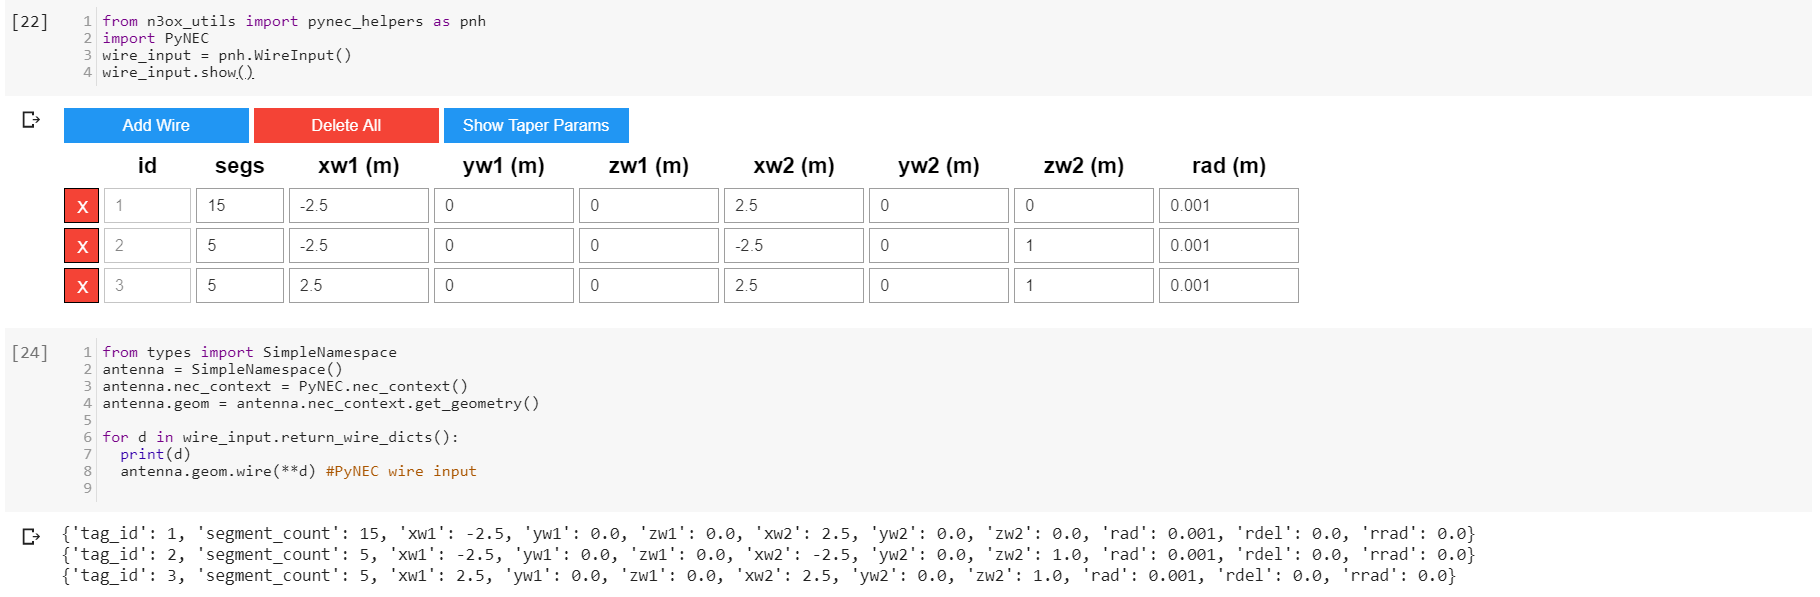 [22]
1 from n3ox_utils import pynec_helpers as pnh
2 import PyNEC
3 wire_input = pnh.WireInput()
4 wire_input.show()
Add Wire Delete All Show Taper Params
id segs xw1 (m) yw1 (m) zw1 (m) xw2 (m) yw2 (m) zw2 (m) rad (m)
X 1 15 -2.5 0 0 2.5 0 0 0.001
X 2 5 -2.5 0 0 -2.5 0 1 0.001
X 3 5 2.5 0 0 2.5 0 1 0.001
[24]
1 from types import SimpleNamespace
2 antenna = SimpleNamespace()
3 antenna.nec_context = PyNEC.nec_context()
4 antenna.geom = antenna.nec_context.get_geometry()
5
6 for d in wire_input.return_wire_dicts():
7   print(d)
8   antenna.geom.wire(**d) #PyNEC wire input
9
{'tag_id': 1, 'segment_count': 15, 'xw1': -2.5, 'yw1': 0.0, 'zw1': 0.0, 'xw2': 2.5, 'yw2': 0.0, 'zw2': 0.0, 'rad': 0.001, 'rdel': 0.0, 'rrad': 0.0}
{'tag_id': 2, 'segment_count': 5, 'xw1': -2.5, 'yw1': 0.0, 'zw1': 0.0, 'xw2': -2.5, 'yw2': 0.0, 'zw2': 1.0, 'rad': 0.001, 'rdel': 0.0, 'rrad': 0.0}
{'tag_id': 3, 'segment_count': 5, 'xw1': 2.5, 'yw1': 0.0, 'zw1': 0.0, 'xw2': 2.5, 'yw2': 0.0, 'zw2': 1.0, 'rad': 0.001, 'rdel': 0.0, 'rrad': 0.0}